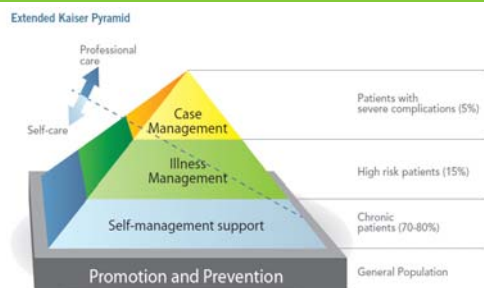 Extended Kaiser Pyramid
Professional
care
Self-care
Case
Management
Patients with
severe complications (5%)
Illness-
Management
High risk patients (15%)
Self-management support
Chronic
patients (70-80%)
Promotion and Prevention
General Population